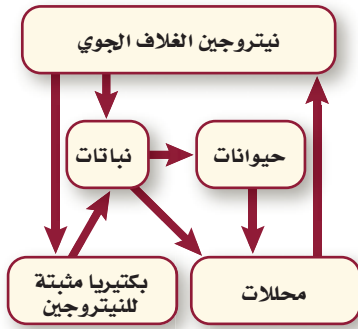 نيتروجين الغلاف الجوي
حيوانات
نباتات
محللات
بكتيريا مثبتة
للنيتروجين